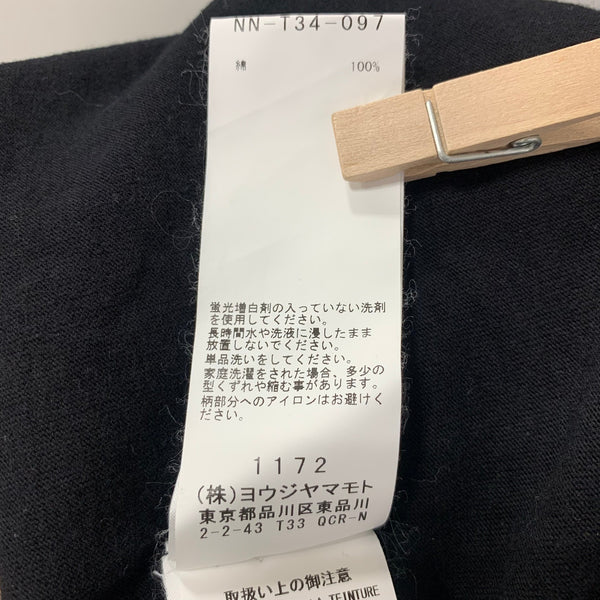 NN-T34-097
綿 100%
蛍光増白剤の入っていない洗剤
を使用してください。
長時間水や洗液に浸したまま
放置しないでください。
単品洗いをしてください。
家庭洗濯をされた場合、多少の
型くずれや縮む事があります。
柄部分へのアイロンはお避けく
ださい。
1172
(株)ヨウジヤマモト
東京都品川区東品川
2-2-43 T33 QCR-N
取扱い上の御注意
TEINTURE